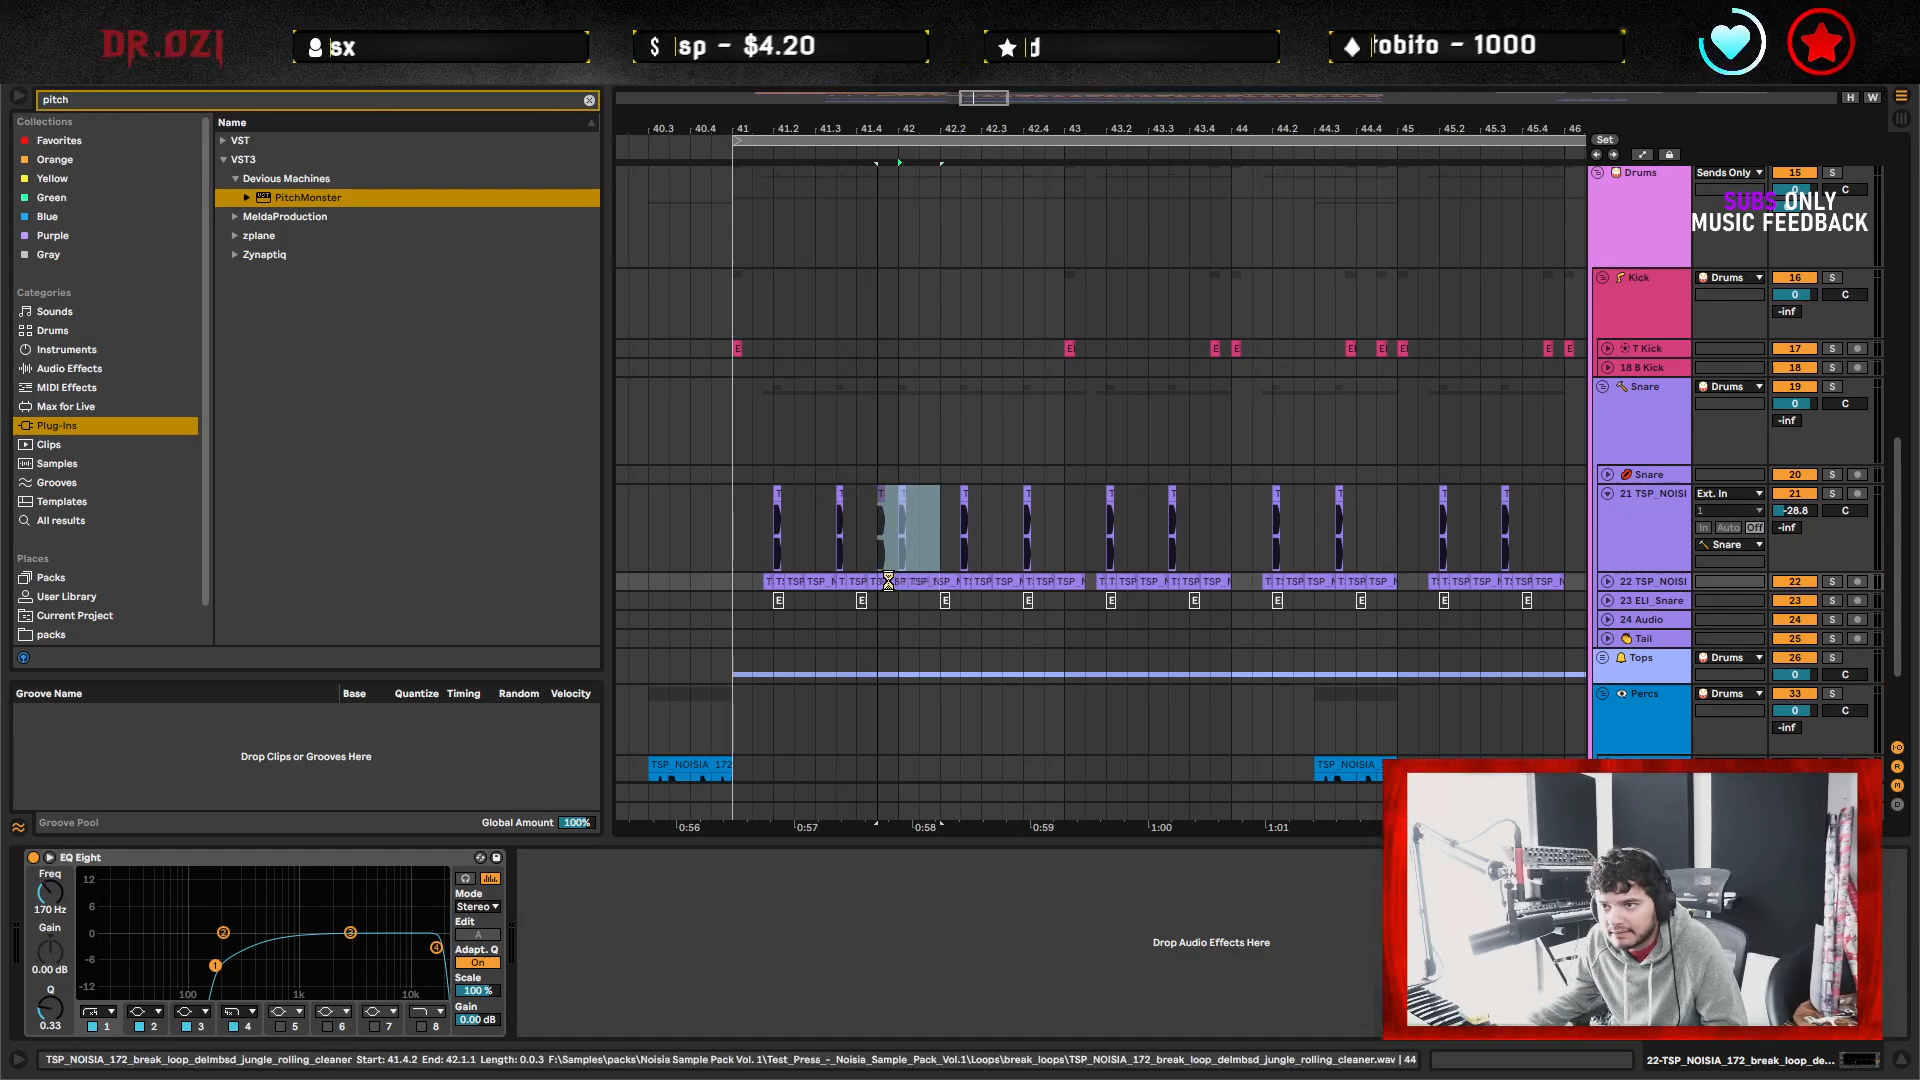 DR.OZI
sx
$ sp - $4.20
d
robito - 1000
pitch
Collections
Favorites
Orange
Yellow
Green
Blue
Purple
Gray
Categories
Sounds
Drums
Instruments
Audio Effects
MIDI Effects
Max for Live
Plug-Ins
Clips
Samples
Grooves
Templates
All results
Places
Packs
User Library
Current Project
packs
Name
VST
VST3
Devious Machines
PitchMonster
MeldaProduction
zplane
Zynaptiq
H W
40.3 40.4 41 41.2 41.3 41.4 42 42.2 42.3 42.4 43 43.2 43.3 43.4 44 44.2 44.3 44.4 45 45.3 45.4 46
Set
Drums Sends Only 15 S
0 C
SUBS ONLY
MUSIC FEEDBACK
Kick Drums 16 S
0 C
-inf
T Kick 17 S
18 B Kick 18 S
Snare Drums 19 S
0 C
-inf
Snare 20 S
21 TSP_NOISI Ext. In 21 S
1 -28.8 C
In Auto Off -inf
Snare
22 TSP_NOISI 22 S
23 ELI_Snare 23 S
24 Audio 24 S
Tail 25 S
Tops Drums 26 S
0 C
Percs Drums 33 S
0 C
-inf
TSP_NOISIA_172
TSP_NOISIA_172
0:56 0:57 0:58 0:59 1:00 1:01
Groove Name Base Quantize Timing Random Velocity
Drop Clips or Grooves Here
Groove Pool Global Amount 100%
EQ Eight
Freq
170 Hz
Gain
0.00 dB
Q
0.33
12
6
0
-6
-12
100 1k 10k
1 2 3 4
Mode
Stereo
Edit
A
Adapt. Q
On
Scale
100 %
Gain
0.00 dB
1 2 3 4 5 6 7 8
Drop Audio Effects Here
TSP_NOISIA_172_break_loop_delmbsd_jungle_rolling_cleaner Start: 41.4.2 End: 42.1.1 Length: 0.0.3 F:\Samples\packs\Noisia Sample Pack Vol. 1\Test_Press_-_Noisia_Sample_Pack_Vol.1\Loops\break_loops\TSP_NOISIA_172_break_loop_delmbsd_jungle_rolling_cleaner.wav | 44
22-TSP_NOISIA_172_break_loop_de...